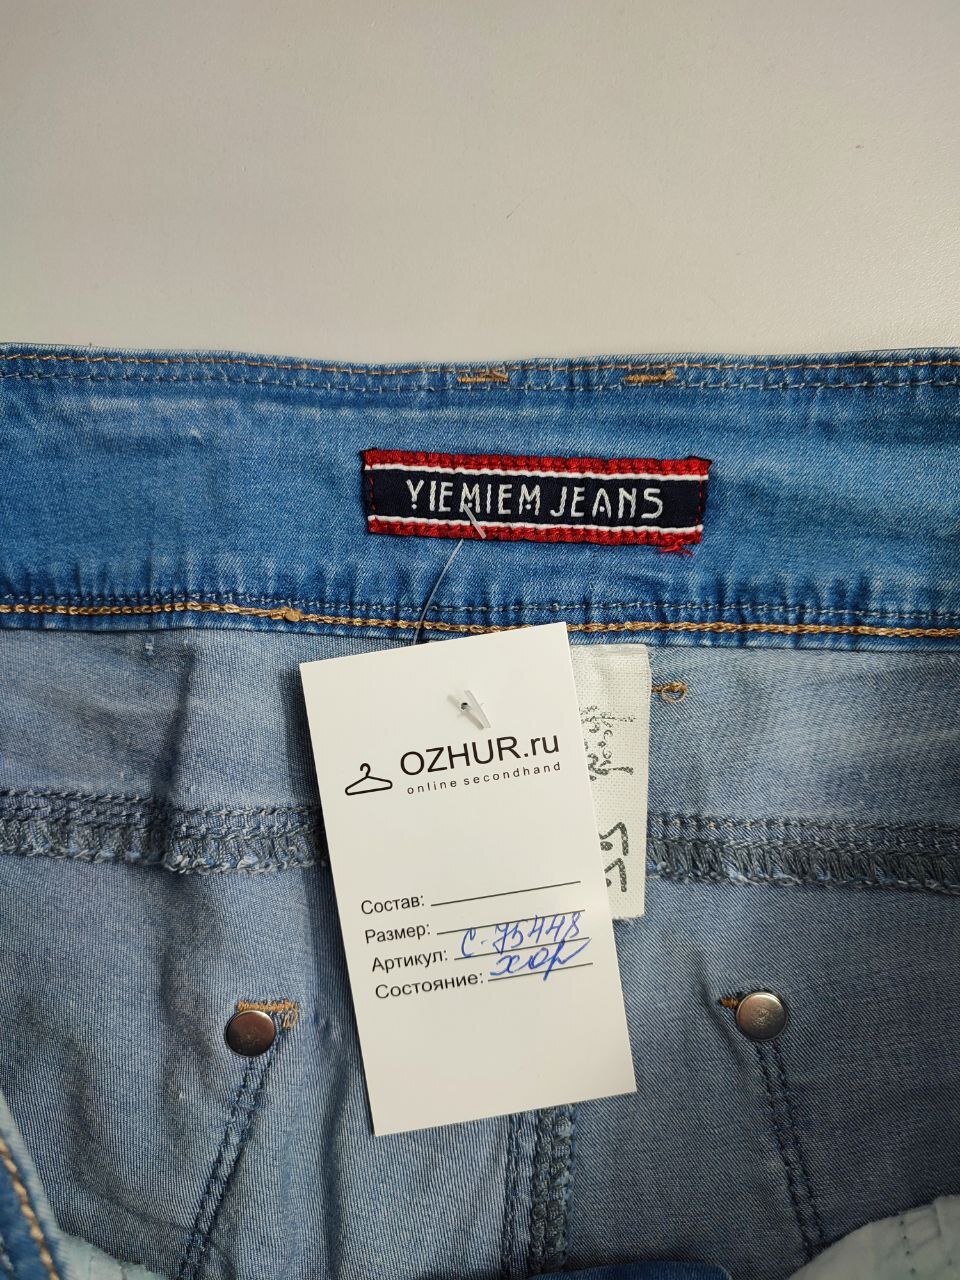 YIEMIEM JEANS
OZHUR.ru
online secondhand
Состав:
Размер:
Артикул: С-75448
Состояние: хор